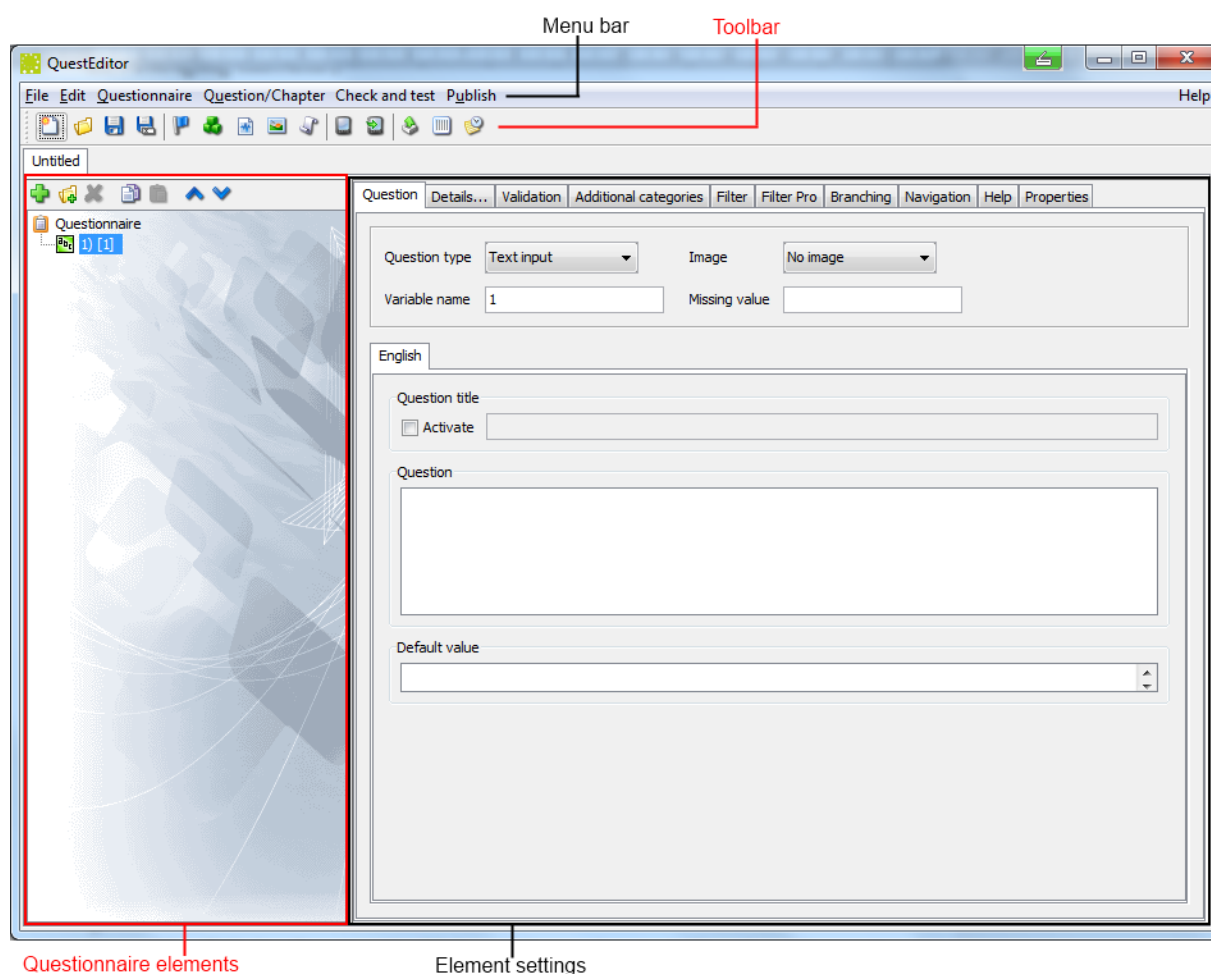 Menu bar Toolbar
QuestEditor
File Edit Questionnaire Question/Chapter Check and test Publish Help
Untitled
Question Details... Validation Additional categories Filter Filter Pro Branching Navigation Help Properties
Questionnaire
1) [1]
Question type Text input Image No image
Variable name 1 Missing value
English
Question title
Activate
Question
Default value
Questionnaire elements Element settings